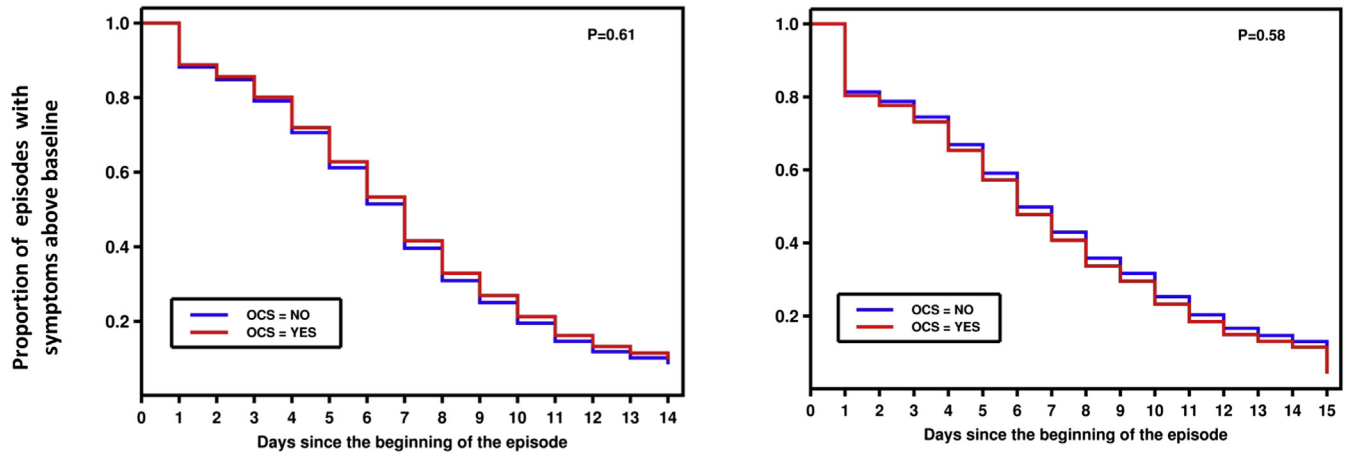 Proportion of episodes with
symptoms above baseline
1.0
0.8
0.6
0.4
0.2
P=0.61
OCS = NO
OCS = YES
0 1 2 3 4 5 6 7 8 9 10 11 12 13 14
Days since the beginning of the episode
1.0
0.8
0.6
0.4
0.2
P=0.58
OCS = NO
OCS = YES
0 1 2 3 4 5 6 7 8 9 10 11 12 13 14 15
Days since the beginning of the episode